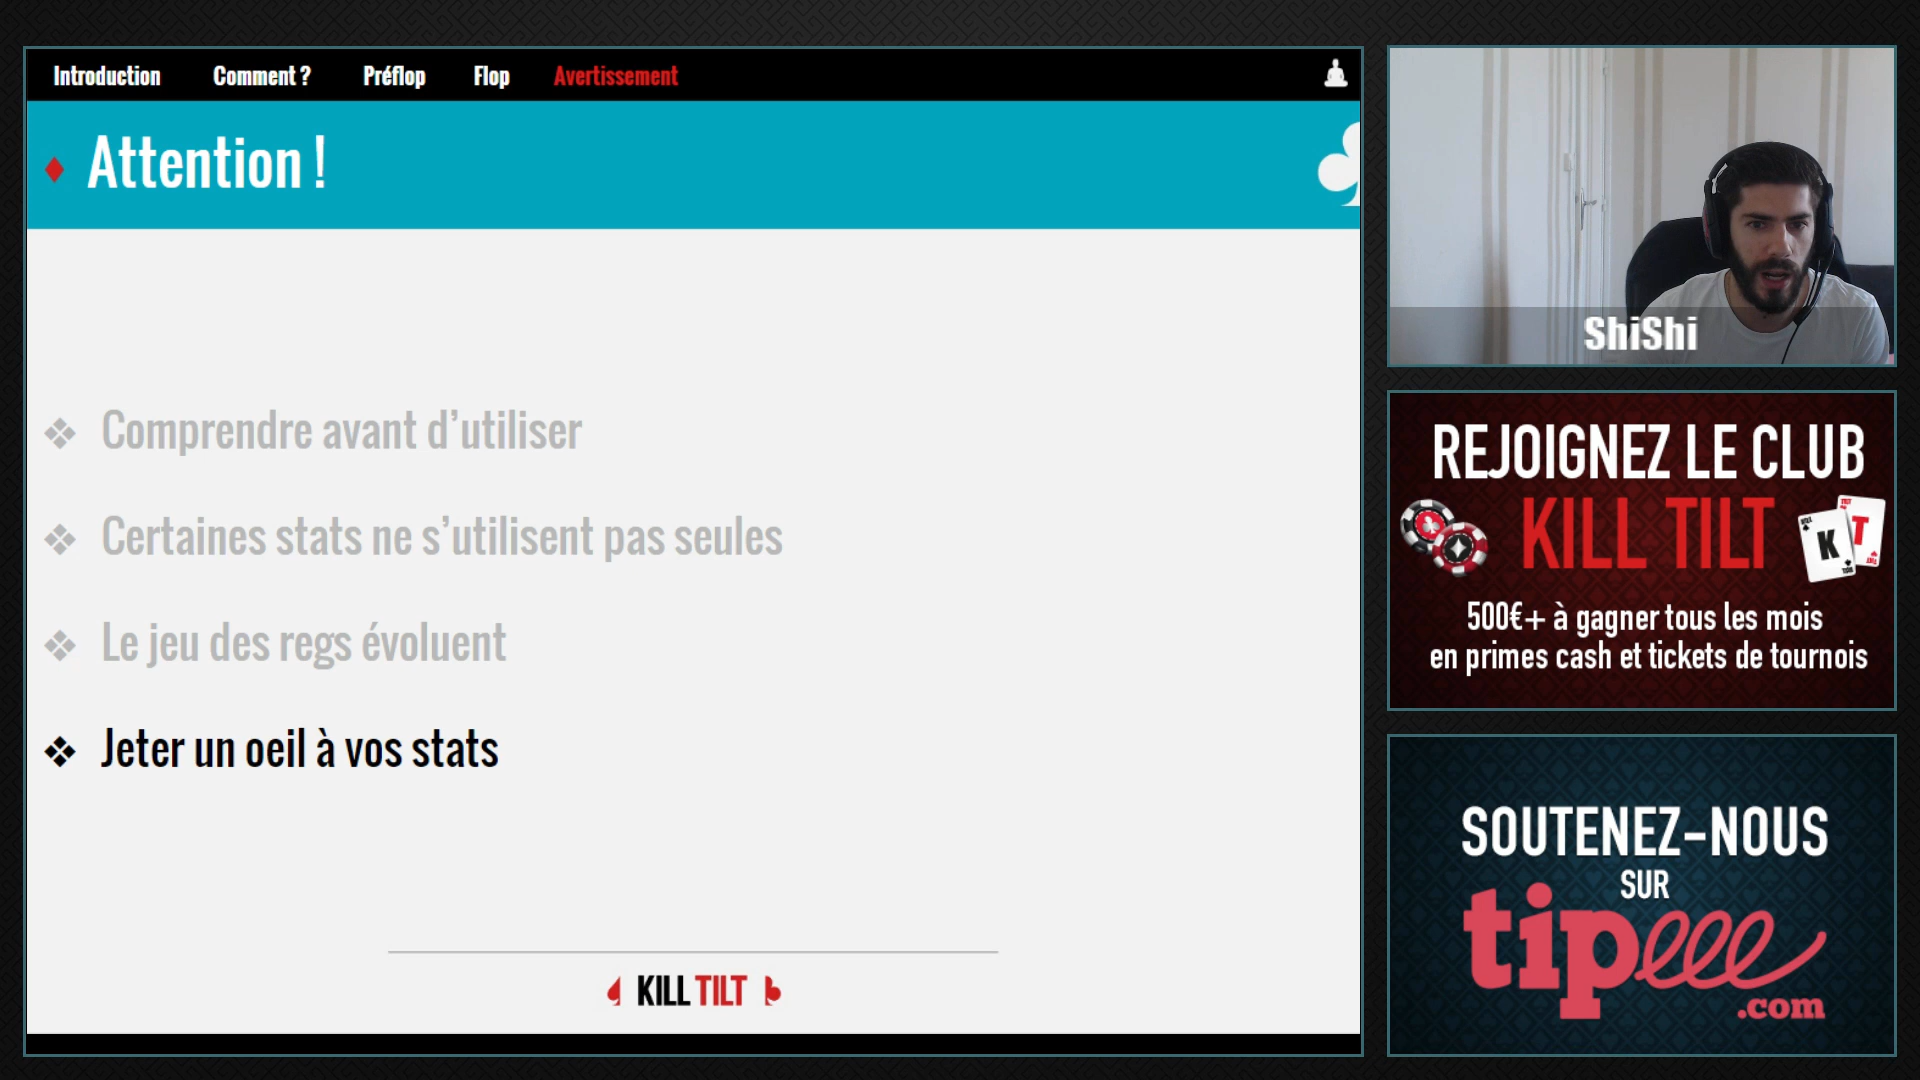 Introduction Comment ? Préflop Flop Avertissement
Attention !
Comprendre avant d’utiliser
Certaines stats ne s’utilisent pas seules
Le jeu des regs évoluent
Jeter un oeil à vos stats
KILL TILT
ShiShi
REJOIGNEZ LE CLUB
KILL TILT
K T
500€+ à gagner tous les mois
en primes cash et tickets de tournois
SOUTENEZ-NOUS
SUR
tipeee
.com